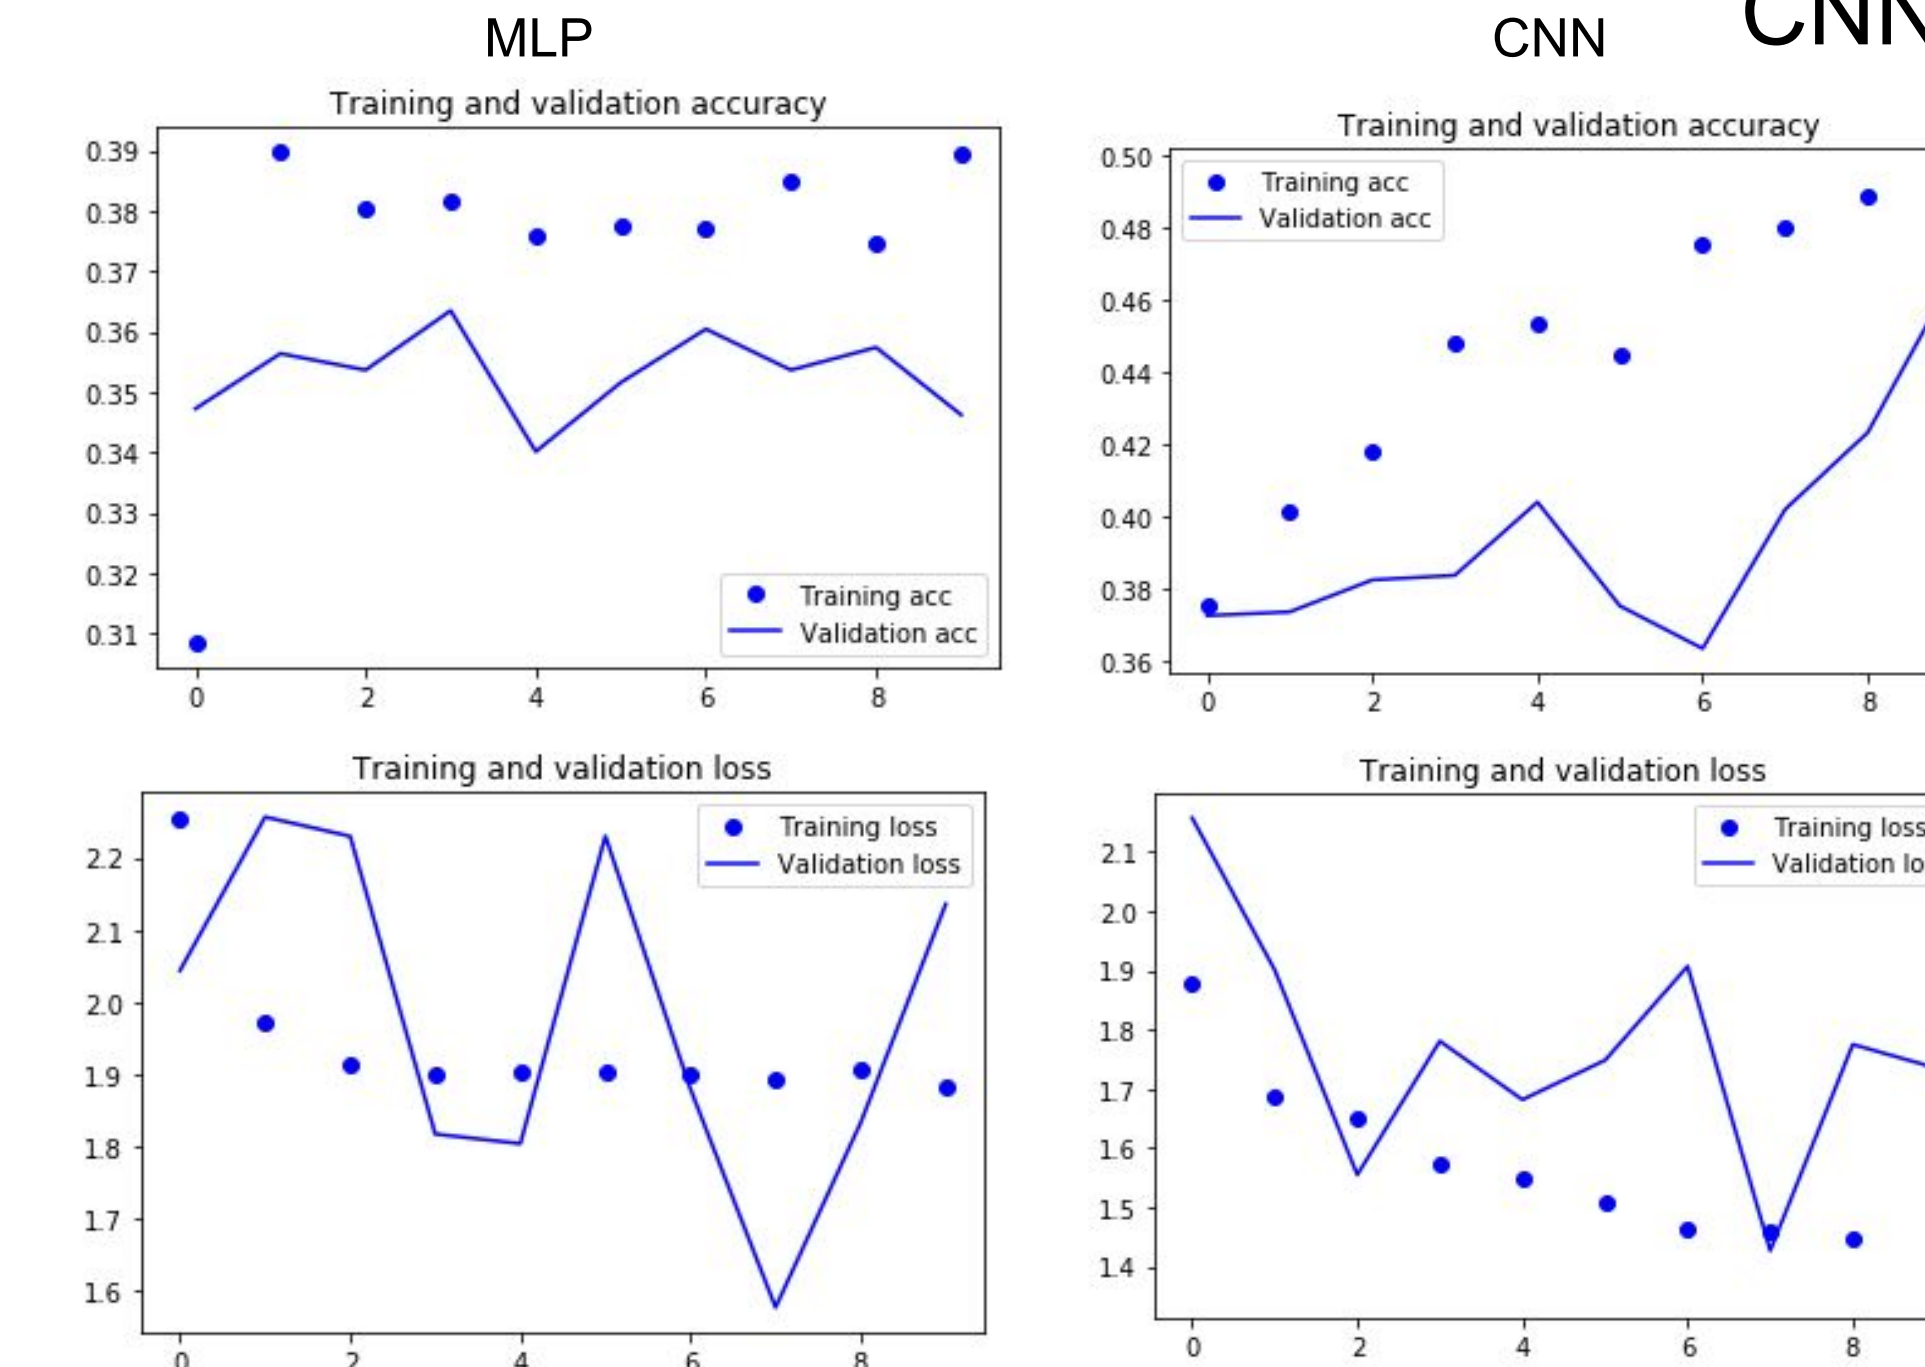 MLP
CNN
CNN
Training and validation accuracy
0.39
0.38
0.37
0.36
0.35
0.34
0.33
0.32
0.31
Training acc
Validation acc
0 2 4 6 8
Training and validation accuracy
0.50
0.48
0.46
0.44
0.42
0.40
0.38
0.36
Training acc
Validation acc
0 2 4 6 8
Training and validation loss
2.2
2.1
2.0
1.9
1.8
1.7
1.6
Training loss
Validation loss
0 2 4 6 8
Training and validation loss
2.1
2.0
1.9
1.8
1.7
1.6
1.5
1.4
Training loss
Validation lo
0 2 4 6 8